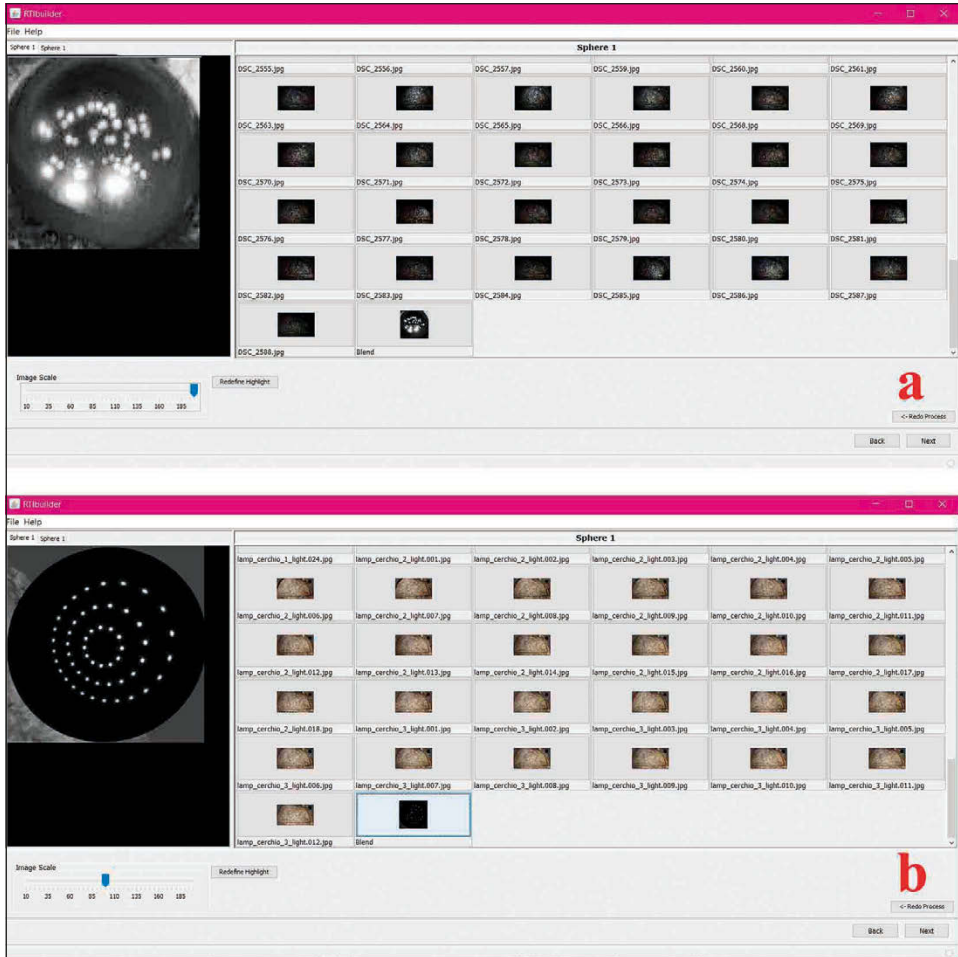 RTIbuilder
File Help
Sphere 1 Sphere 1
Sphere 1
DSC_2555.jpg DSC_2556.jpg DSC_2557.jpg DSC_2559.jpg DSC_2560.jpg DSC_2561.jpg
DSC_2563.jpg DSC_2564.jpg DSC_2565.jpg DSC_2566.jpg DSC_2568.jpg DSC_2569.jpg
DSC_2570.jpg DSC_2571.jpg DSC_2572.jpg DSC_2573.jpg DSC_2574.jpg DSC_2575.jpg
DSC_2576.jpg DSC_2577.jpg DSC_2578.jpg DSC_2579.jpg DSC_2580.jpg DSC_2581.jpg
DSC_2582.jpg DSC_2583.jpg DSC_2584.jpg DSC_2585.jpg DSC_2586.jpg DSC_2587.jpg
DSC_2588.jpg Blend
Image Scale
Redefine Highlight
10 25 60 85 110 135 160 185
a
<- Redo Process
Back Next
RTIbuilder
File Help
Sphere 1 Sphere 1
Sphere 1
lamp_cerchio_1_light.024.jpg lamp_cerchio_2_light.001.jpg lamp_cerchio_2_light.002.jpg lamp_cerchio_2_light.003.jpg lamp_cerchio_2_light.004.jpg lamp_cerchio_2_light.005.jpg
lamp_cerchio_2_light.006.jpg lamp_cerchio_2_light.007.jpg lamp_cerchio_2_light.008.jpg lamp_cerchio_2_light.009.jpg lamp_cerchio_2_light.010.jpg lamp_cerchio_2_light.011.jpg
lamp_cerchio_2_light.012.jpg lamp_cerchio_2_light.013.jpg lamp_cerchio_2_light.014.jpg lamp_cerchio_2_light.015.jpg lamp_cerchio_2_light.016.jpg lamp_cerchio_2_light.017.jpg
lamp_cerchio_2_light.018.jpg lamp_cerchio_3_light.001.jpg lamp_cerchio_3_light.002.jpg lamp_cerchio_3_light.003.jpg lamp_cerchio_3_light.004.jpg lamp_cerchio_3_light.005.jpg
lamp_cerchio_3_light.006.jpg lamp_cerchio_3_light.007.jpg lamp_cerchio_3_light.008.jpg lamp_cerchio_3_light.009.jpg lamp_cerchio_3_light.010.jpg lamp_cerchio_3_light.011.jpg
lamp_cerchio_3_light.012.jpg Blend
Image Scale
Redefine Highlight
10 25 60 85 110 135 160 185
b
<- Redo Process
Back Next